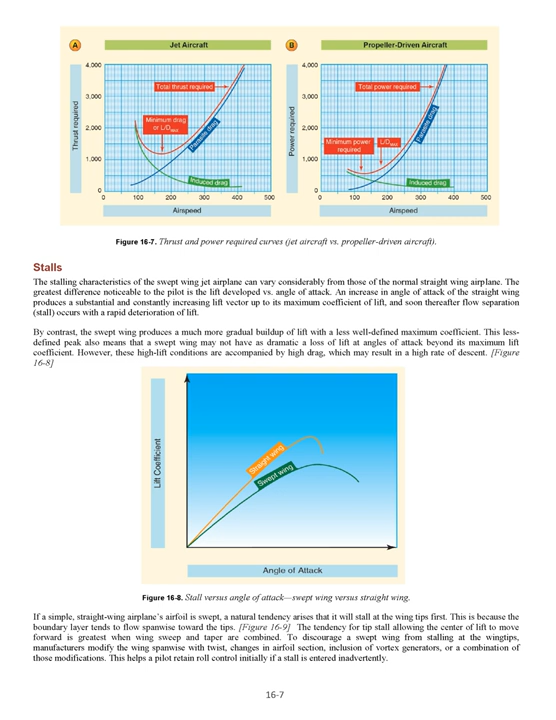 A
Jet Aircraft
4,000
3,000
2,000
1,000
0
Thrust required
Total thrust required
Minimum drag
or L/DMAX
Parasite drag
Induced drag
0 100 200 300 400 500
Airspeed
B
Propeller-Driven Aircraft
4,000
3,000
2,000
1,000
0
Power required
Total power required
Minimum power
required
L/DMAX
Parasite drag
Induced drag
0 100 200 300 400 500
Airspeed
Figure 16-7. Thrust and power required curves (jet aircraft vs. propeller-driven aircraft).
Stalls
The stalling characteristics of the swept wing jet airplane can vary considerably from those of the normal straight wing airplane. The
greatest difference noticeable to the pilot is the lift developed vs. angle of attack. An increase in angle of attack of the straight wing
produces a substantial and constantly increasing lift vector up to its maximum coefficient of lift, and soon thereafter flow separation
(stall) occurs with a rapid deterioration of lift.
By contrast, the swept wing produces a much more gradual buildup of lift with a less well-defined maximum coefficient. This less-
defined peak also means that a swept wing may not have as dramatic a loss of lift at angles of attack beyond its maximum lift
coefficient. However, these high-lift conditions are accompanied by high drag, which may result in a high rate of descent. [Figure
16-8]
Lift Coefficient
Straight wing
Swept wing
Angle of Attack
Figure 16-8. Stall versus angle of attack—swept wing versus straight wing.
If a simple, straight-wing airplane's airfoil is swept, a natural tendency arises that it will stall at the wing tips first. This is because the
boundary layer tends to flow spanwise toward the tips. [Figure 16-9] The tendency for tip stall allowing the center of lift to move
forward is greatest when wing sweep and taper are combined. To discourage a swept wing from stalling at the wingtips,
manufacturers modify the wing spanwise with twist, changes in airfoil section, inclusion of vortex generators, or a combination of
those modifications. This helps a pilot retain roll control initially if a stall is entered inadvertently.
16-7